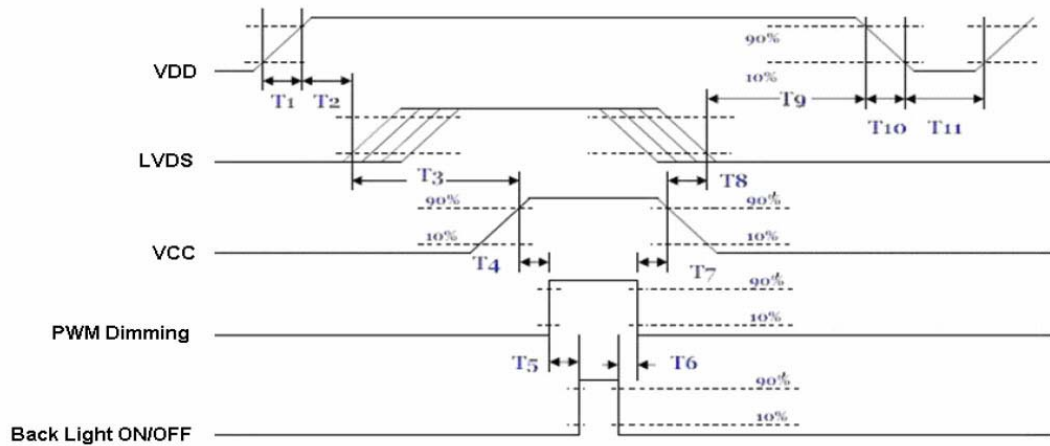 90%
VDD
10%
T1 T2
T9
T10 T11
LVDS
T3
T8
90%
90%
VCC
10%
10%
T4
T7
90%
PWM Dimming
10%
T5
T6
90%
Back Light ON/OFF
10%